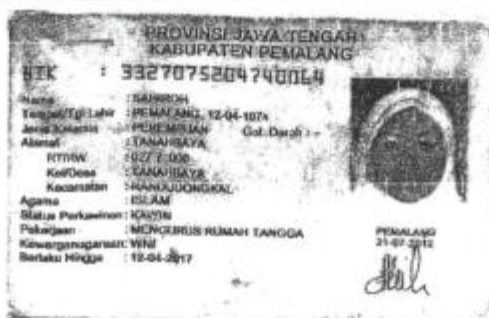 PROVINSI JAWA TENGAH
KABUPATEN PEMALANG
NIK : 3327075204740064
Nama :
Tempat/Tgl Lahir : PEMALANG, 12-04-1974
Jenis Kelamin : PEREMPUAN Gol. Darah : -
Alamat : TANAHBAYA
RT/RW : 027 / 008
Kel/Desa : TANAHBAYA
Kecamatan : RANDUDONGKAL
Agama : ISLAM
Status Perkawinan : KAWIN
Pekerjaan : MENGURUS RUMAH TANGGA
Kewarganegaraan: WNI
Berlaku Hingga : 12-04-2017
PEMALANG
21-07-2012